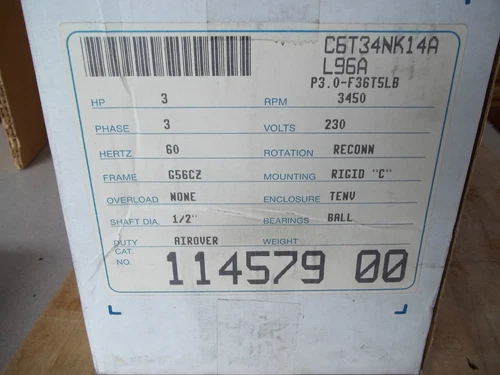 C6T34NK14A
L96A
P3.0-F36T5LB
HP 3 RPM 3450
PHASE 3 VOLTS 230
HERTZ 60 ROTATION RECONN
FRAME G56CZ MOUNTING RIGID "C"
OVERLOAD NONE ENCLOSURE TENV
SHAFT DIA. 1/2" BEARINGS BALL
DUTY AIROVER WEIGHT
CAT. NO. 114579 00